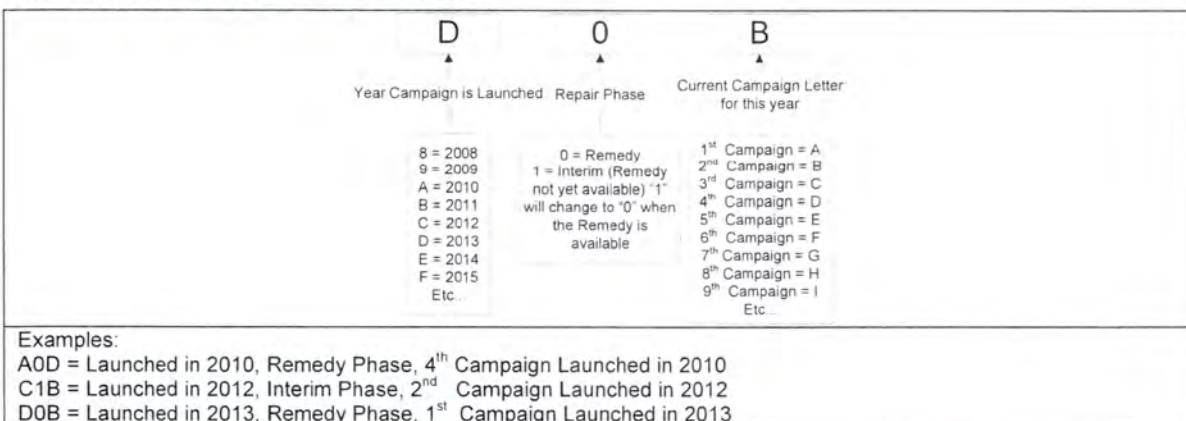 D 0 B
Year Campaign is Launched
Repair Phase
Current Campaign Letter
for this year
8 = 2008
9 = 2009
A = 2010
B = 2011
C = 2012
D = 2013
E = 2014
F = 2015
Etc...
0 = Remedy
1 = Interim (Remedy
not yet available) "1"
will change to "0" when
the Remedy is
available
1st Campaign = A
2nd Campaign = B
3rd Campaign = C
4th Campaign = D
5th Campaign = E
6th Campaign = F
7th Campaign = G
8th Campaign = H
9th Campaign = I
Etc...
Examples:
A0D = Launched in 2010, Remedy Phase, 4th Campaign Launched in 2010
C1B = Launched in 2012, Interim Phase, 2nd Campaign Launched in 2012
D0B = Launched in 2013, Remedy Phase, 1st Campaign Launched in 2013